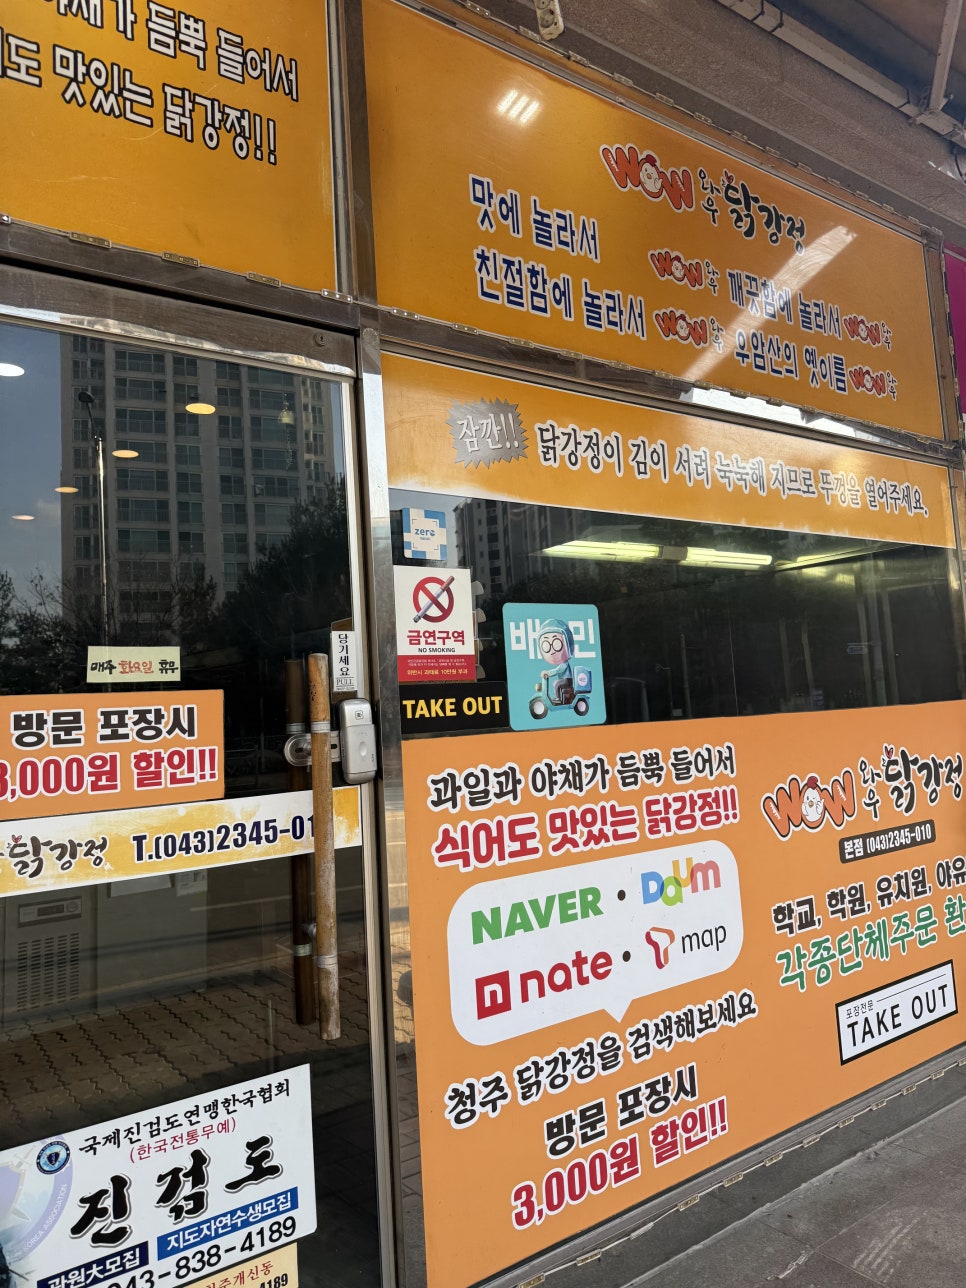 야채가 듬뿍 들어서
도 맛있는 닭강정!!
WOW 와우 닭강정
맛에 놀라서 WOW 와우 깨끗함에 놀라서 WOW 와우
친절함에 놀라서 WOW 와우 우암산의 옛이름 WOW 와우
잠깐!! 닭강정이 김이 서려 눅눅해 지므로 뚜껑을 열어주세요.
zero
금연구역
NO SMOKING
배민
TAKE OUT
당기세요
PULL
매주 화요일 휴무
방문 포장시
3,000원 할인!!
닭강정 T.(043)2345-01
과일과 야채가 듬뿍 들어서
식어도 맛있는 닭강정!!
NAVER · Daum
nate · T map
청주 닭강정을 검색해보세요
방문 포장시
3,000원 할인!!
WOW 와우 닭강정
본점 (043)2345-010
학교, 학원, 유치원, 야유
각종단체주문 환
포장전문
TAKE OUT
국제진검도연맹한국협회
(한국전통무예)
진검도
관원大모집 지도자연수생모집
043-838-4189
개신동
4189